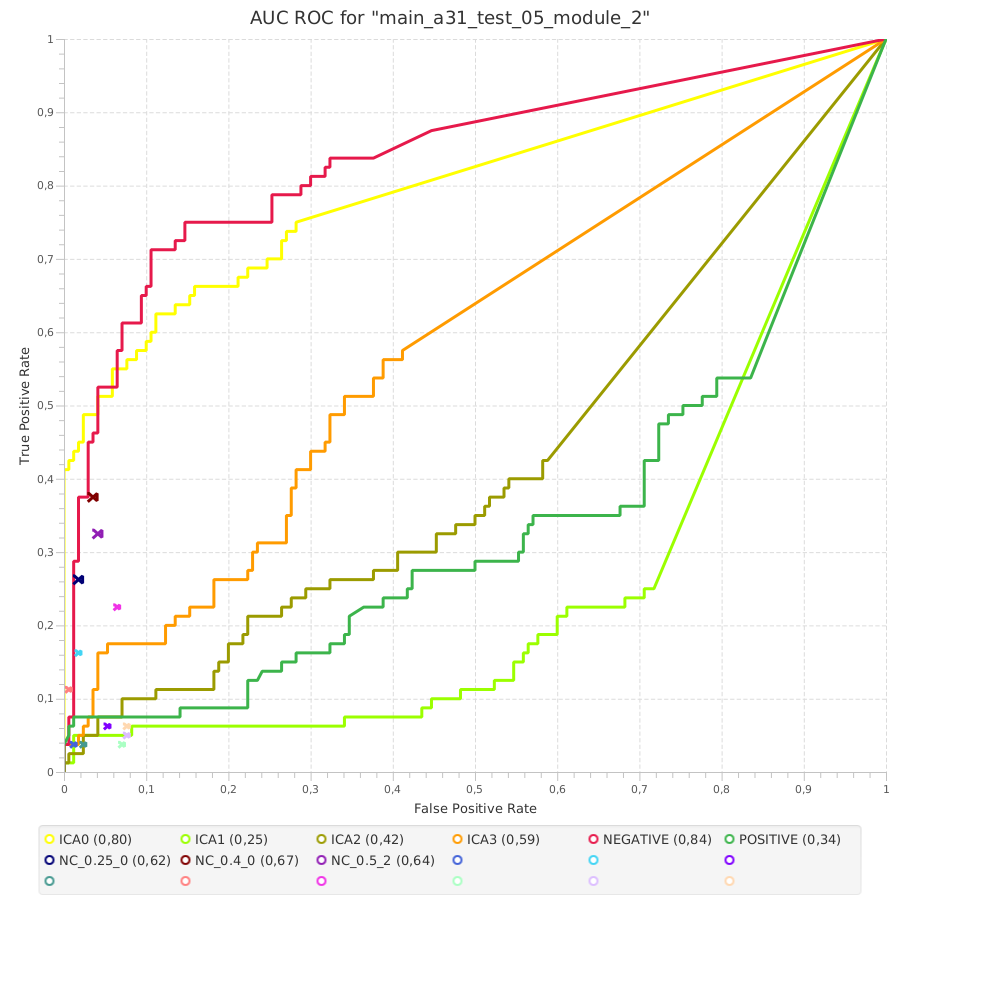 AUC ROC for "main_a31_test_05_module_2"
1
0,9
0,8
0,7
0,6
0,5
0,4
0,3
0,2
0,1
0
True Positive Rate
0 0,1 0,2 0,3 0,4 0,5 0,6 0,7 0,8 0,9 1
False Positive Rate
ICA0 (0,80) ICA1 (0,25) ICA2 (0,42) ICA3 (0,59) NEGATIVE (0,84) POSITIVE (0,34)
NC_0.25_0 (0,62) NC_0.4_0 (0,67) NC_0.5_2 (0,64)